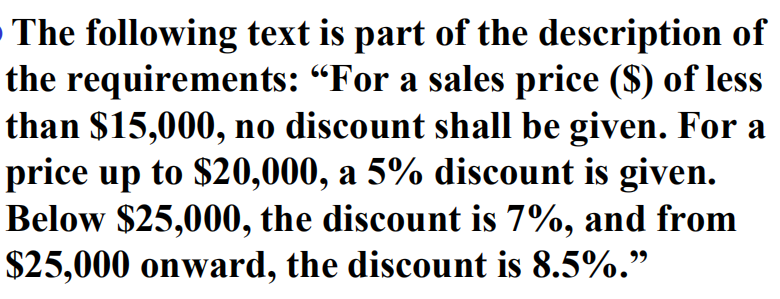 The following text is part of the description of
the requirements: “For a sales price ($) of less
than $15,000, no discount shall be given. For a
price up to $20,000, a 5% discount is given.
Below $25,000, the discount is 7%, and from
$25,000 onward, the discount is 8.5%.”